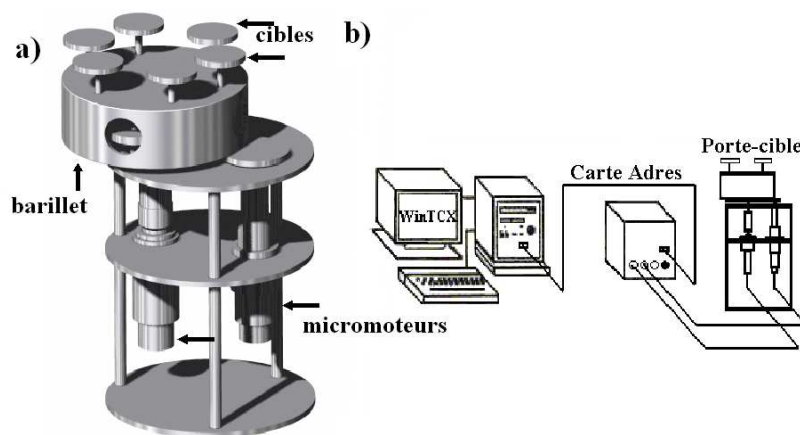 a)
cibles
barillet
micromoteurs
b)
Porte-cible
Carte Adres
WinTCX